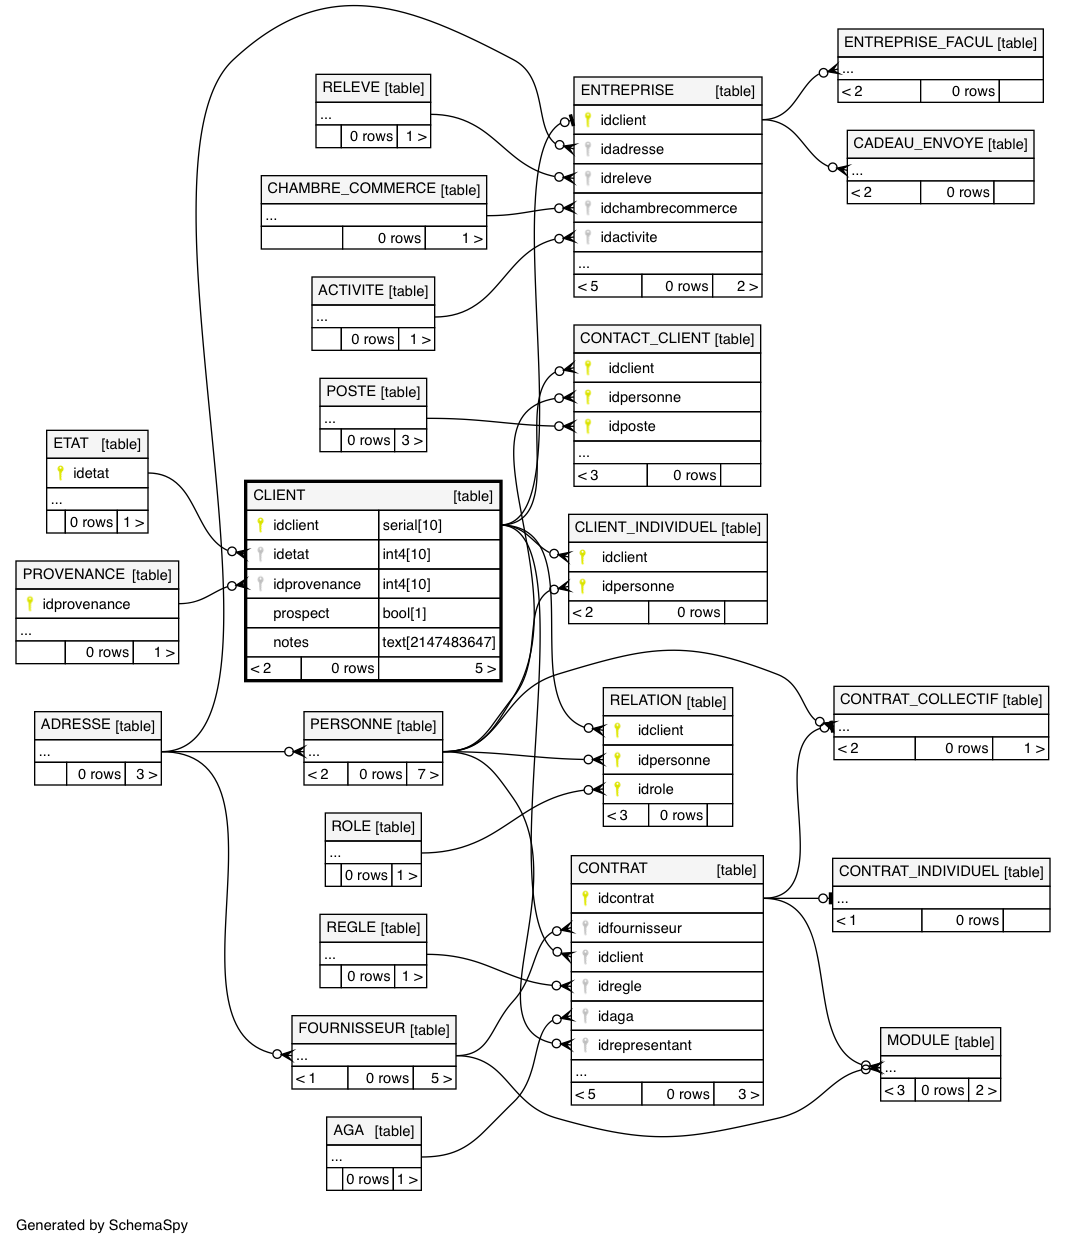 ENTREPRISE_FACUL [table]
...
< 2 0 rows
RELEVE [table]
...
0 rows 1 >
ENTREPRISE [table]
idclient
idadresse
idreleve
idchambrecommerce
idactivite
...
< 5 0 rows 2 >
CADEAU_ENVOYE [table]
...
< 2 0 rows
CHAMBRE_COMMERCE [table]
...
0 rows 1 >
ACTIVITE [table]
...
0 rows 1 >
CONTACT_CLIENT [table]
idclient
idpersonne
idposte
...
< 3 0 rows
POSTE [table]
...
0 rows 3 >
ETAT [table]
idetat
...
0 rows 1 >
CLIENT [table]
idclient serial[10]
idetat int4[10]
idprovenance int4[10]
prospect bool[1]
notes text[2147483647]
< 2 0 rows 5 >
CLIENT_INDIVIDUEL [table]
idclient
idpersonne
< 2 0 rows
PROVENANCE [table]
idprovenance
...
0 rows 1 >
RELATION [table]
idclient
idpersonne
idrole
< 3 0 rows
CONTRAT_COLLECTIF [table]
...
< 2 0 rows 1 >
ADRESSE [table]
...
0 rows 3 >
PERSONNE [table]
...
< 2 0 rows 7 >
ROLE [table]
...
0 rows 1 >
CONTRAT [table]
idcontrat
idfournisseur
idclient
idregle
idaga
idrepresentant
...
< 5 0 rows 3 >
CONTRAT_INDIVIDUEL [table]
...
< 1 0 rows
REGLE [table]
...
0 rows 1 >
FOURNISSEUR [table]
...
< 1 0 rows 5 >
MODULE [table]
...
< 3 0 rows 2 >
AGA [table]
...
0 rows 1 >
Generated by SchemaSpy